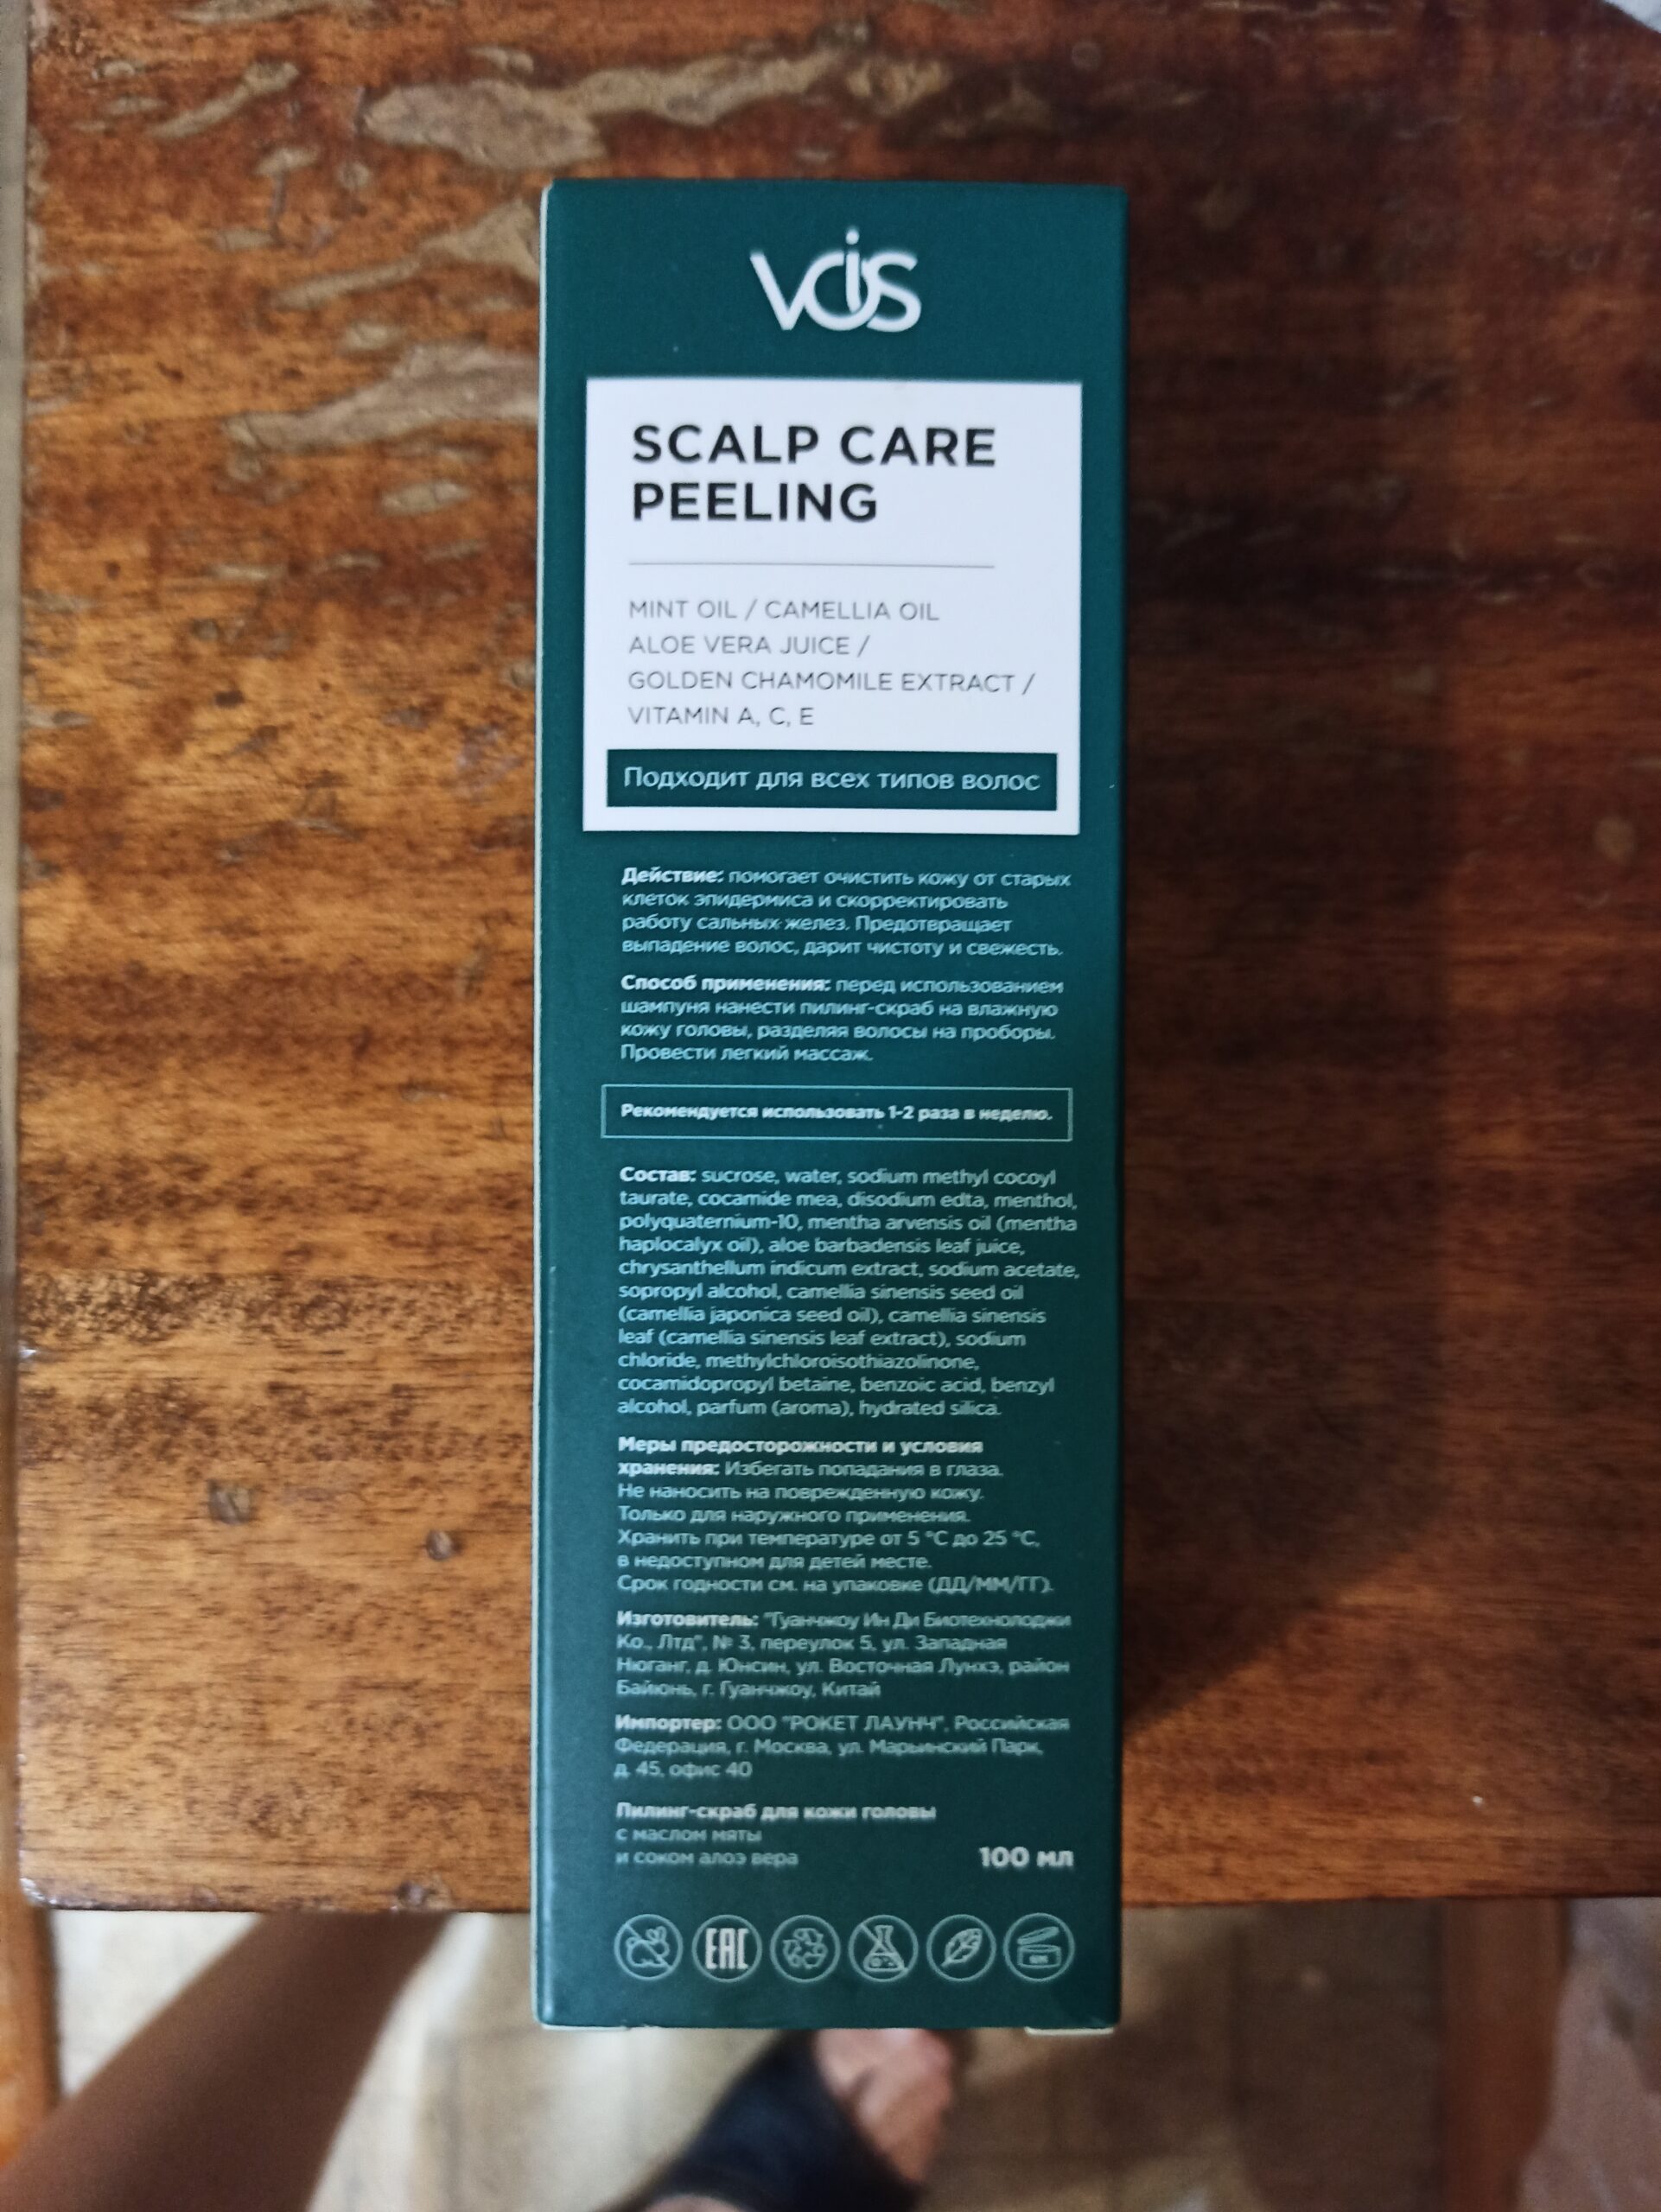 VOIS
SCALP CARE
PEELING
MINT OIL / CAMELLIA OIL
ALOE VERA JUICE /
GOLDEN CHAMOMILE EXTRACT /
VITAMIN A, C, E
Подходит для всех типов волос
Действие: помогает очистить кожу от старых
клеток эпидермиса и скорректировать
работу сальных желез. Предотвращает
выпадение волос, дарит чистоту и свежесть.
Способ применения: перед использованием
шампуня нанести пилинг-скраб на влажную
кожу головы, разделяя волосы на проборы.
Провести легкий массаж.
Рекомендуется использовать 1-2 раза в неделю.
Состав: sucrose, water, sodium methyl cocoyl
taurate, cocamide mea, disodium edta, menthol,
polyquaternium-10, mentha arvensis oil (mentha
haplocalyx oil), aloe barbadensis leaf juice,
chrysanthellum indicum extract, sodium acetate,
sopropyl alcohol, camellia sinensis seed oil
(camellia japonica seed oil), camellia sinensis
leaf (camellia sinensis leaf extract), sodium
chloride, methylchloroisothiazolinone,
cocamidopropyl betaine, benzoic acid, benzyl
alcohol, parfum (aroma), hydrated silica.
Меры предосторожности и условия
хранения: Избегать попадания в глаза.
Не наносить на поврежденную кожу.
Только для наружного применения.
Хранить при температуре от 5 °C до 25 °C,
в недоступном для детей месте.
Срок годности см. на упаковке (ДД/ММ/ГГ).
Изготовитель: "Гуанчжоу Ин Ди Биотехнолоджи
Ко., Лтд", № 3, переулок 5, ул. Западная
Нюганг, д. Юнсин, ул. Восточная Лунхэ, район
Байюнь, г. Гуанчжоу, Китай
Импортер: ООО "РОКЕТ ЛАУНЧ", Российская
Федерация, г. Москва, ул. Марьинский Парк,
д. 45, офис 40
Пилинг-скраб для кожи головы
с маслом мяты
и соком алоэ вера
100 мл
EAC